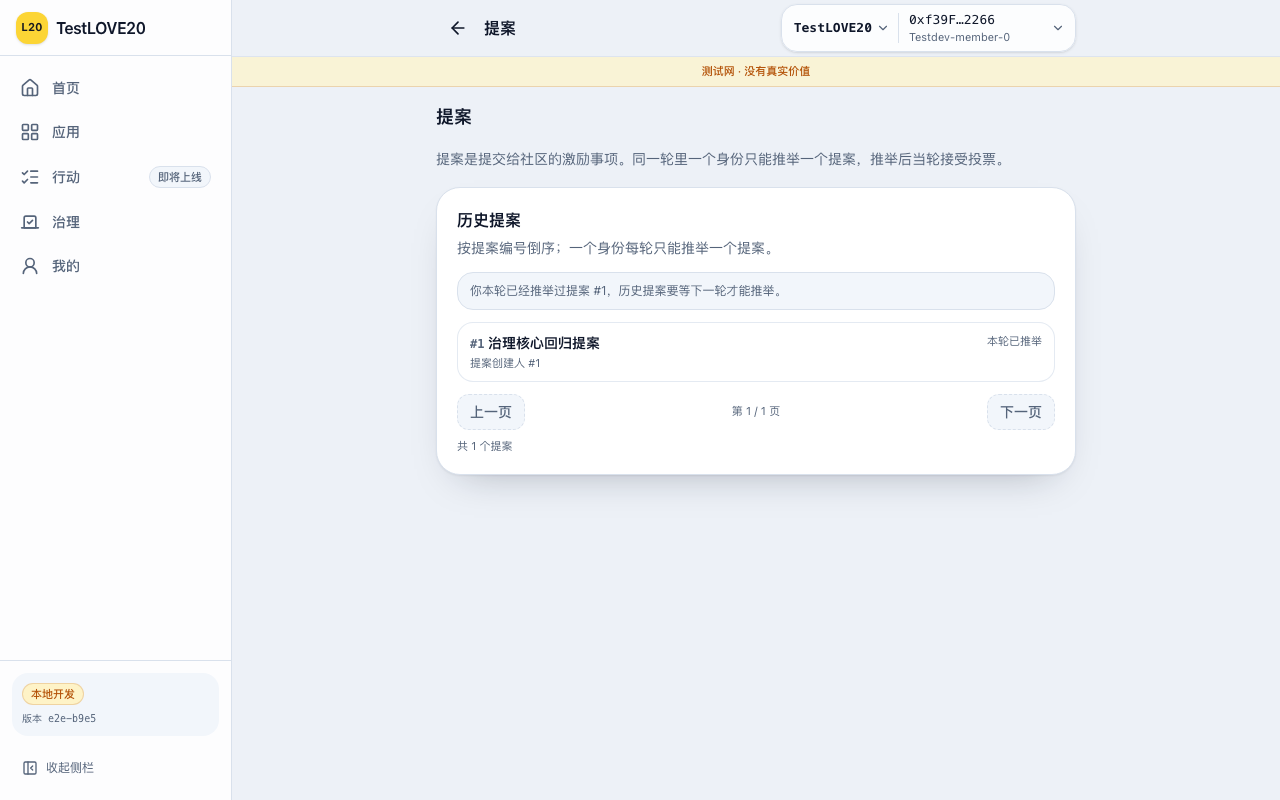 L20 TestLOVE20
首页
应用
行动 即将上线
治理
我的
本地开发
版本 e2e-b9e5
收起侧栏
提案
TestLOVE20
0xf39F…2266
Testdev-member-0
测试网 · 没有真实价值
提案
提案是提交给社区的激励事项。同一轮里一个身份只能推举一个提案，推举后当轮接受投票。
历史提案
按提案编号倒序；一个身份每轮只能推举一个提案。
你本轮已经推举过提案 #1，历史提案要等下一轮才能推举。
#1 治理核心回归提案 本轮已推举
提案创建人 #1
上一页 第 1 / 1 页 下一页
共 1 个提案